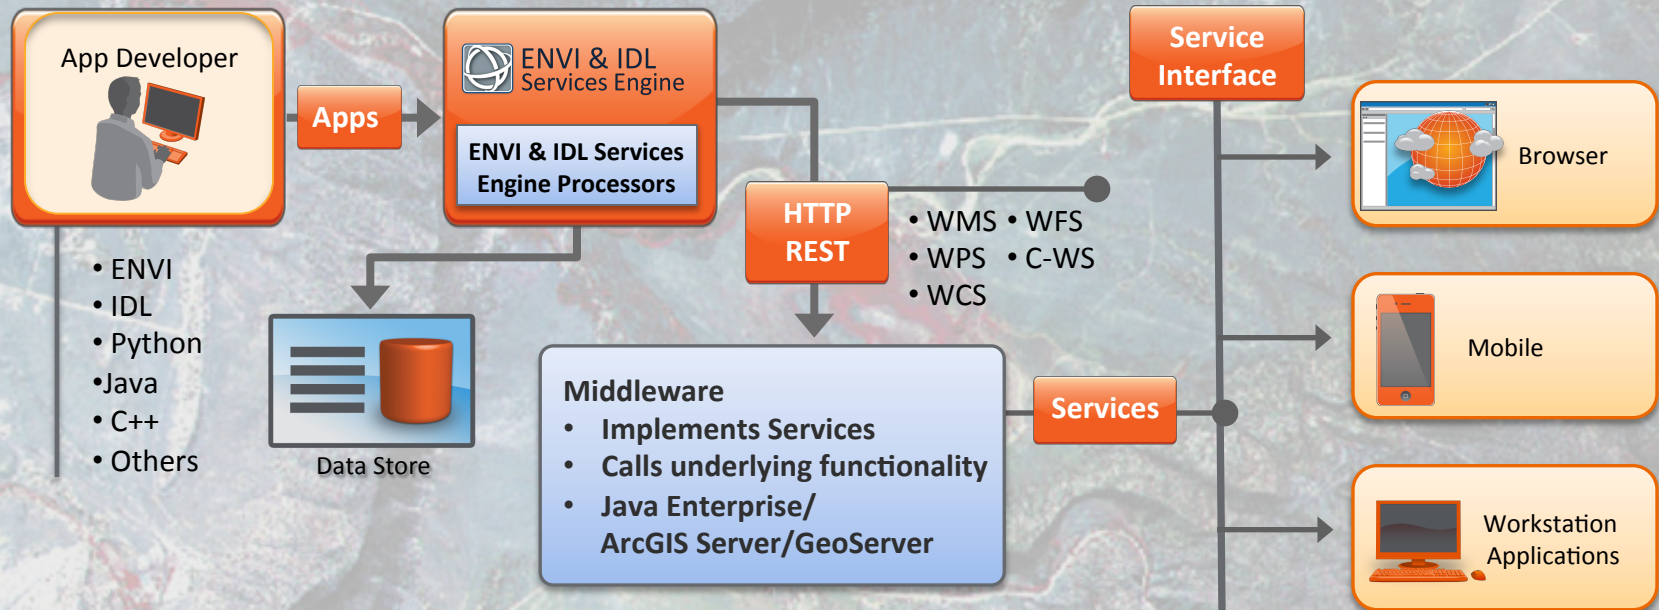 App Developer
• ENVI
• IDL
• Python
•Java
• C++
• Others
Apps
ENVI & IDL
Services Engine
ENVI & IDL Services
Engine Processors
Data Store
HTTP
REST
• WMS • WFS
• WPS • C-WS
• WCS
Middleware
• Implements Services
• Calls underlying functionality
• Java Enterprise/
ArcGIS Server/GeoServer
Services
Service
Interface
Browser
Mobile
Workstation
Applications